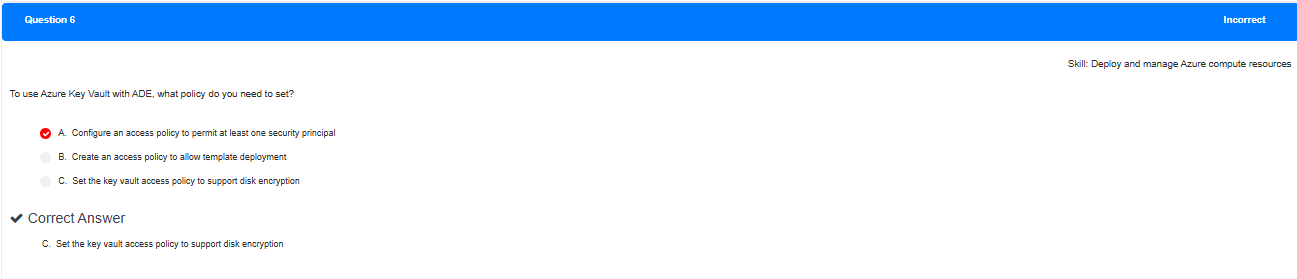 Question 6 Incorrect
Skill: Deploy and manage Azure compute resources
To use Azure Key Vault with ADE, what policy do you need to set?
A. Configure an access policy to permit at least one security principal
B. Create an access policy to allow template deployment
C. Set the key vault access policy to support disk encryption
Correct Answer
C. Set the key vault access policy to support disk encryption